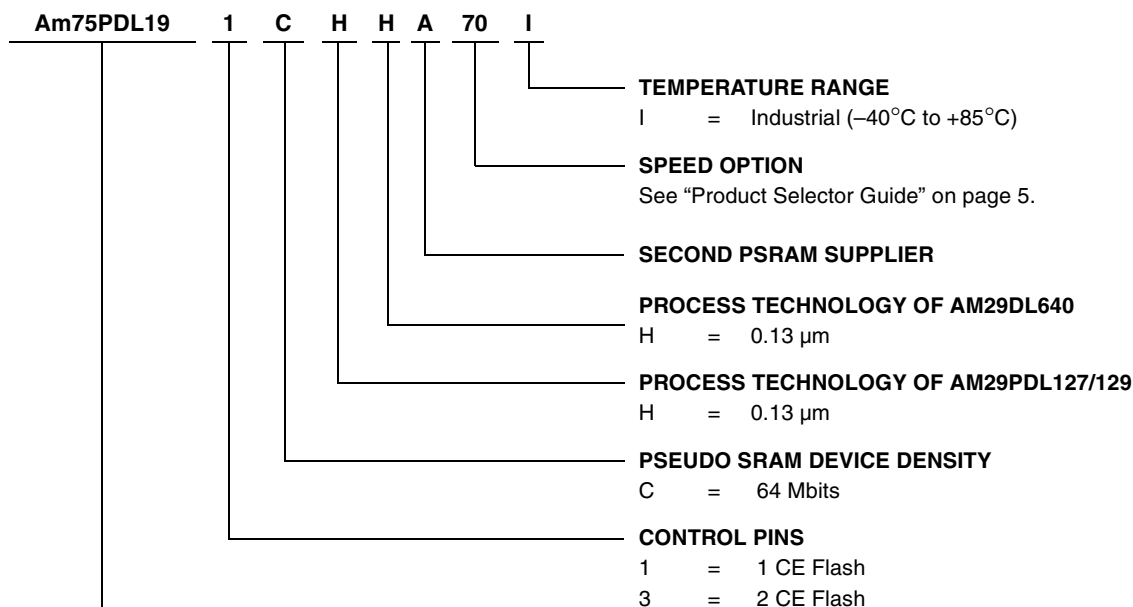 Am75PDL19 1 C H H A 70 I
TEMPERATURE RANGE
I = Industrial (–40°C to +85°C)
SPEED OPTION
See “Product Selector Guide” on page 5.
SECOND PSRAM SUPPLIER
PROCESS TECHNOLOGY OF AM29DL640
H = 0.13 µm
PROCESS TECHNOLOGY OF AM29PDL127/129
H = 0.13 µm
PSEUDO SRAM DEVICE DENSITY
C = 64 Mbits
CONTROL PINS
1 = 1 CE Flash
3 = 2 CE Flash